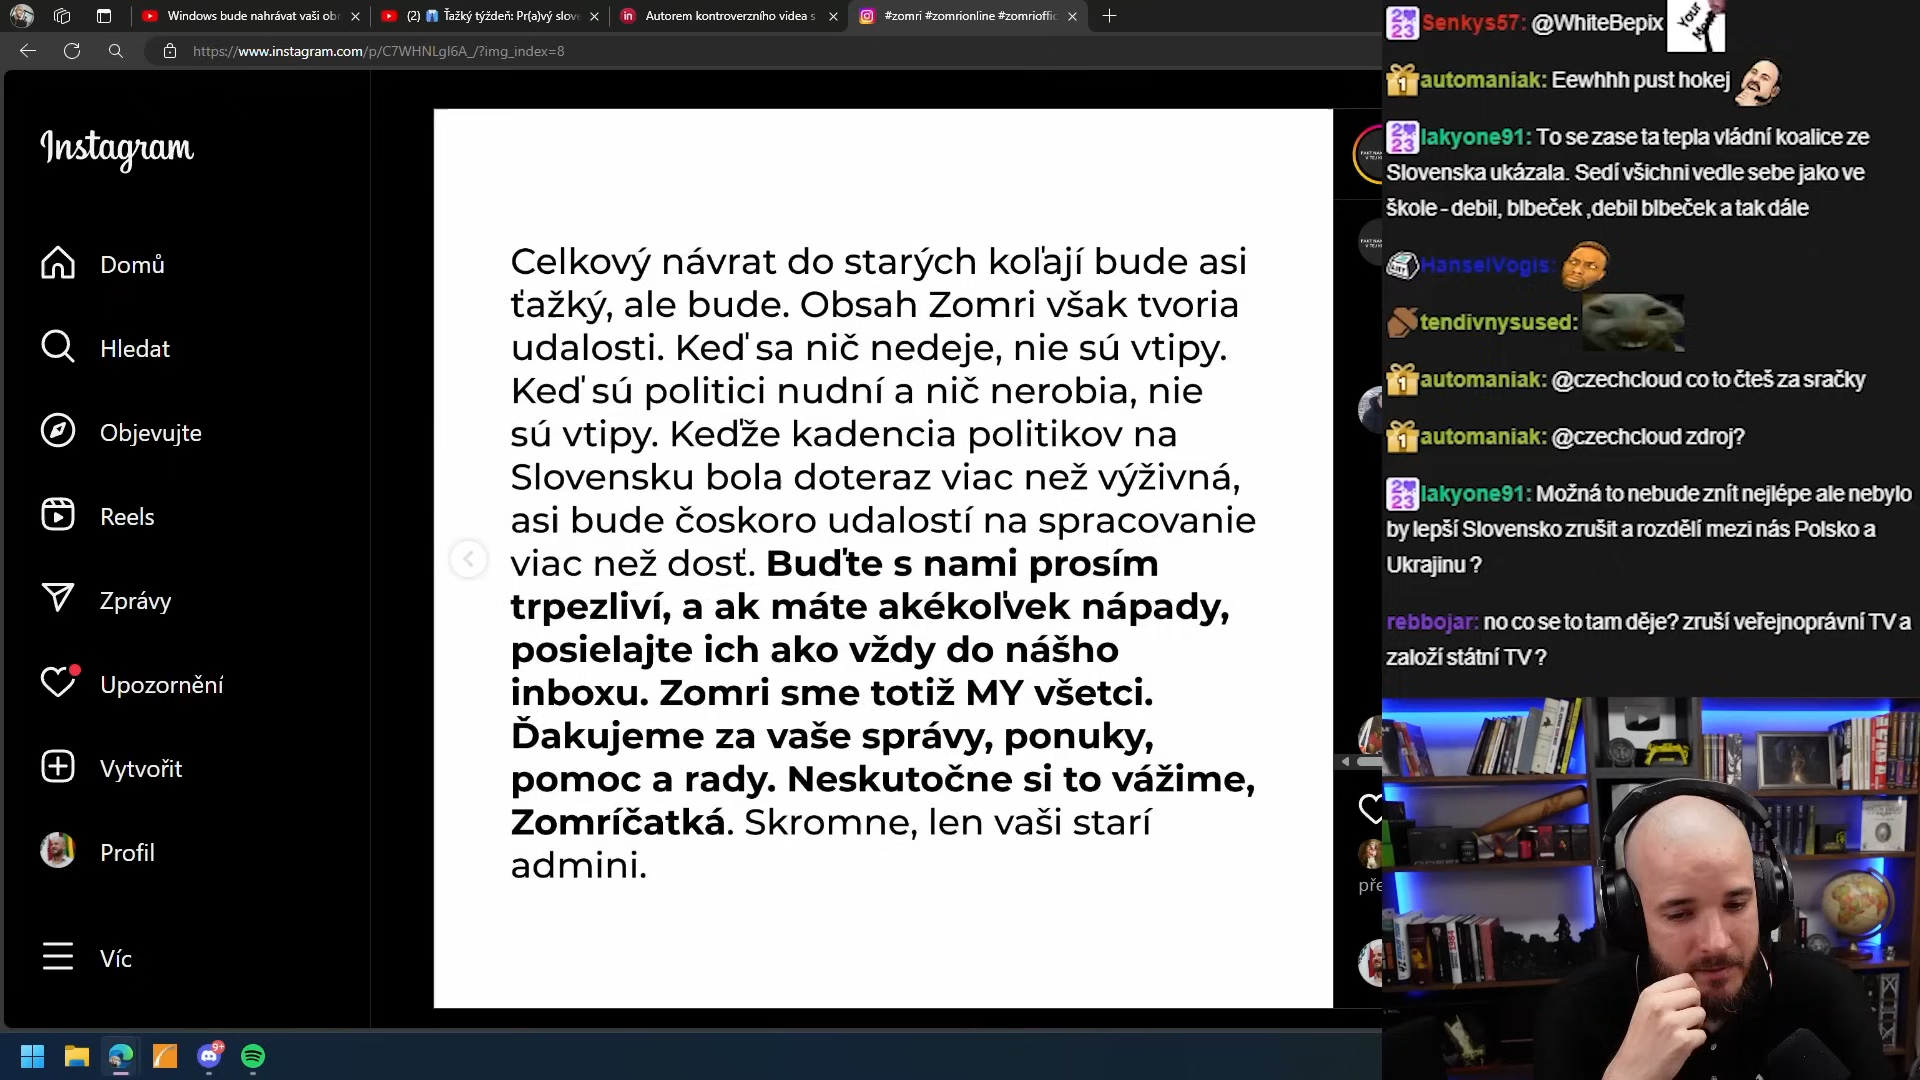 Windows bude nahrávat vaši obr
(2) Ťažký týždeň: Pr(a)vý slove
Autorem kontroverzního videa s
#zomri #zomrionline #zomrioffic
https://www.instagram.com/p/C7WHNLgI6A_/?img_index=8
Instagram
Domů
Hledat
Objevujte
Reels
Zprávy
Upozornění
Vytvořit
Profil
Víc
Celkový návrat do starých koľají bude asi
ťažký, ale bude. Obsah Zomri však tvoria
udalosti. Keď sa nič nedeje, nie sú vtipy.
Keď sú politici nudní a nič nerobia, nie
sú vtipy. Keďže kadencia politikov na
Slovensku bola doteraz viac než výživná,
asi bude čoskoro udalostí na spracovanie
viac než dosť. Buďte s nami prosím
trpezliví, a ak máte akékoľvek nápady,
posielajte ich ako vždy do nášho
inboxu. Zomri sme totiž MY všetci.
Ďakujeme za vaše správy, ponuky,
pomoc a rady. Neskutočne si to vážime,
Zomríčatká. Skromne, len vaši starí
admini.
pře
9+
Senkys57: @WhiteBepix
automaniak: Eewhhh pust hokej
lakyone91: To se zase ta tepla vládní koalice ze
Slovenska ukázala. Sedí všichni vedle sebe jako ve
škole - debil, blbeček ,debil blbeček a tak dále
HanselVogis:
tendivnysused:
automaniak: @czechcloud co to čteš za sračky
automaniak: @czechcloud zdroj?
lakyone91: Možná to nebude znít nejlépe ale nebylo
by lepší Slovensko zrušit a rozdělí mezi nás Polsko a
Ukrajinu ?
rebbojar: no co se to tam děje? zruší veřejnoprávní TV a
založí státní TV ?
1984